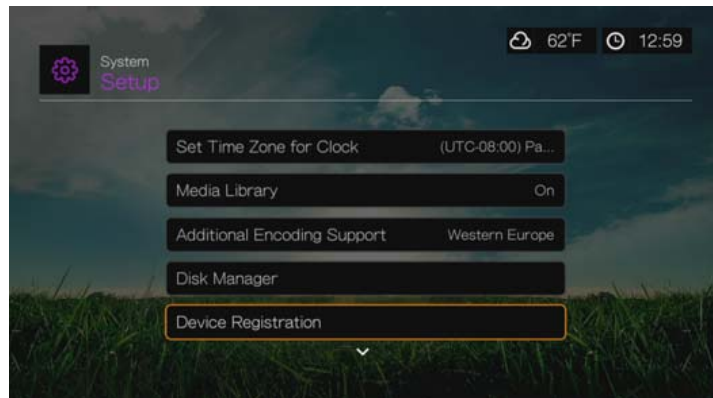 62°F 12:59
System
Setup
Set Time Zone for Clock (UTC-08:00) Pa...
Media Library On
Additional Encoding Support Western Europe
Disk Manager
Device Registration